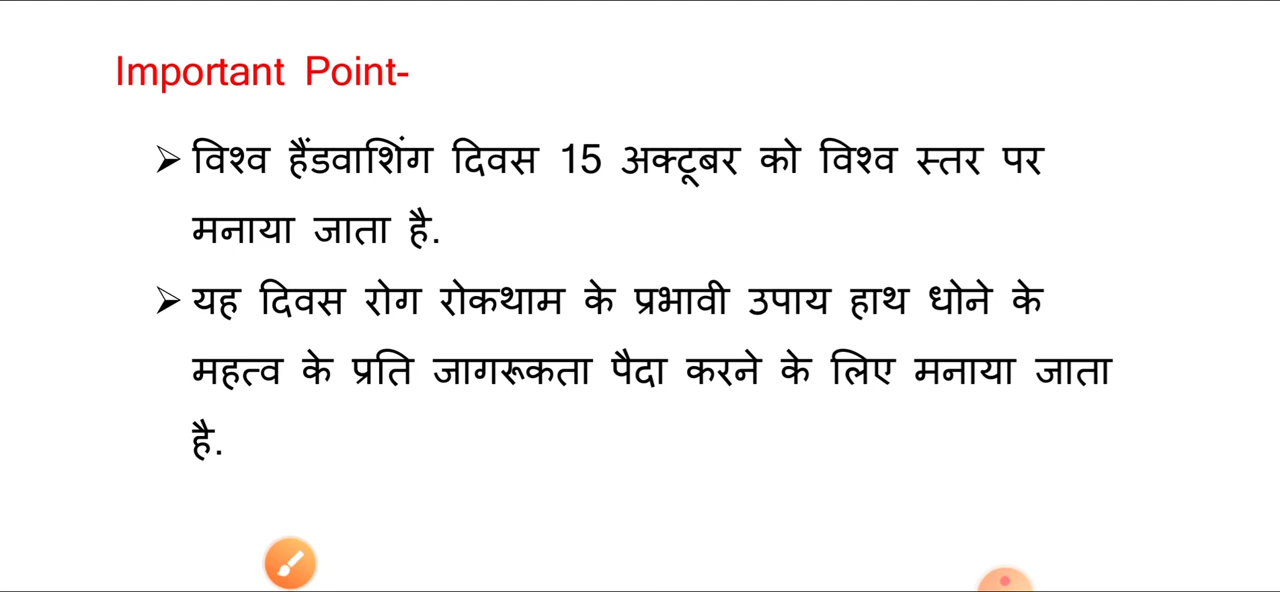 Important Point-
➢ विश्व हैंडवाशिंग दिवस 15 अक्टूबर को विश्व स्तर पर
मनाया जाता है.
➢ यह दिवस रोग रोकथाम के प्रभावी उपाय हाथ धोने के
महत्व के प्रति जागरूकता पैदा करने के लिए मनाया जाता
है.